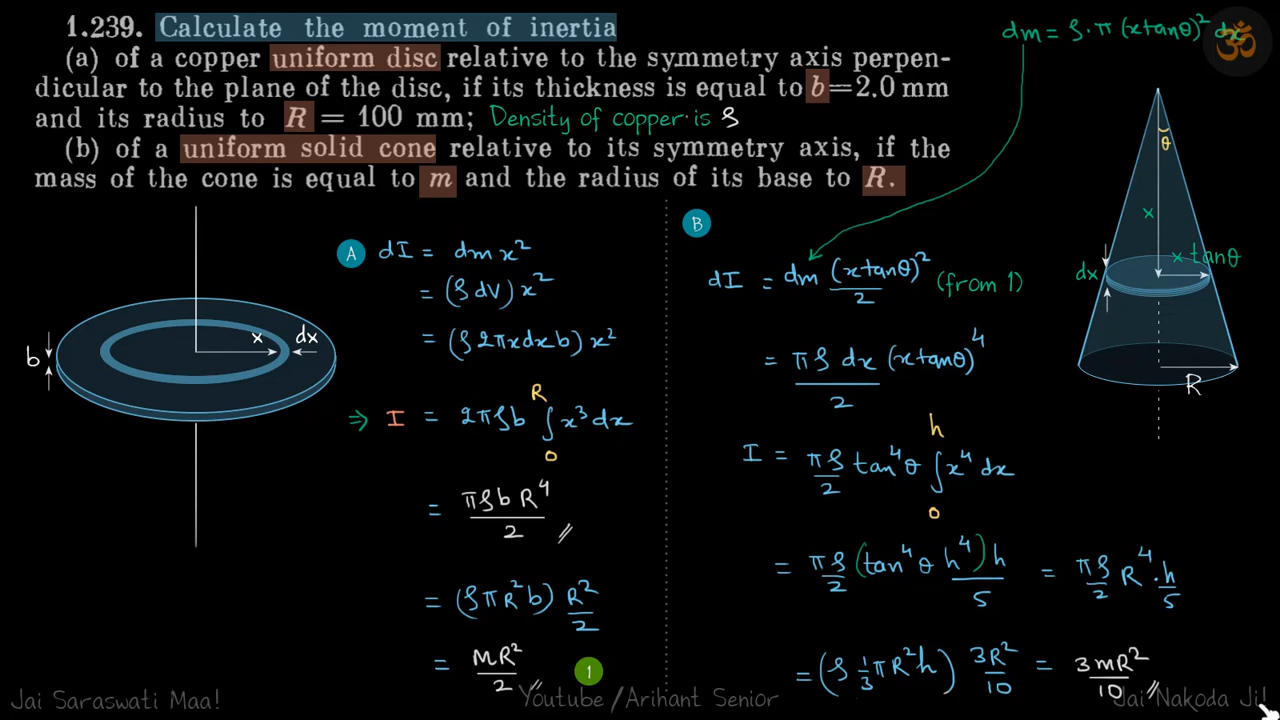 1.239. Calculate the moment of inertia
(a) of a copper uniform disc relative to the symmetry axis perpen-
dicular to the plane of the disc, if its thickness is equal to b=2.0 mm
and its radius to R = 100 mm; Density of copper is ρ
(b) of a uniform solid cone relative to its symmetry axis, if the
mass of the cone is equal to m and the radius of its base to R.
dm = ρ·π (x tanθ)² dx
ॐ
θ
x
x tanθ
dx
R
b
x
dx
A
dI = dm x²
= (ρ dV) x²
= (ρ 2πx dx b) x²
⇒ I = 2πρb ∫₀ᴿ x³ dx
= πρb R⁴/2 //
= (ρπR²b) R²/2
= MR²/2 //
1
B
dI = dm (x tanθ)²/2 (from 1)
= πρ dx/2 (x tanθ)⁴
I = πρ/2 tan⁴θ ∫₀ʰ x⁴ dx
= πρ/2 (tan⁴θ h⁴) h/5 = πρ/2 R⁴·h/5
= (ρ 1/3 πR²h) 3R²/10 = 3mR²/10 //
Jai Saraswati Maa!
Youtube / Arihant Senior
Jai Nakoda Ji!